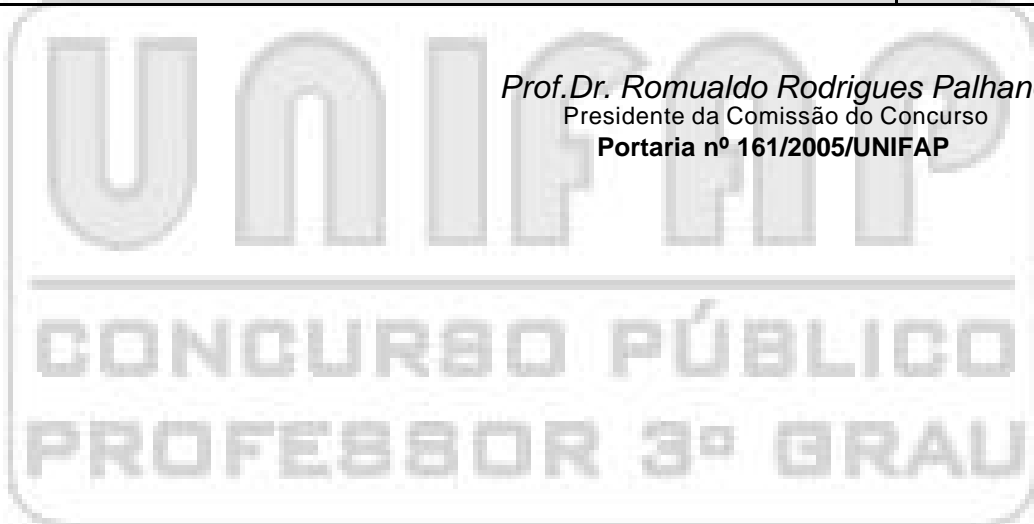 UNIFAP
Prof.Dr. Romualdo Rodrigues Palhan
Presidente da Comissão do Concurso
Portaria nº 161/2005/UNIFAP
CONCURSO PÚBLICO
PROFESSOR 3º GRAU